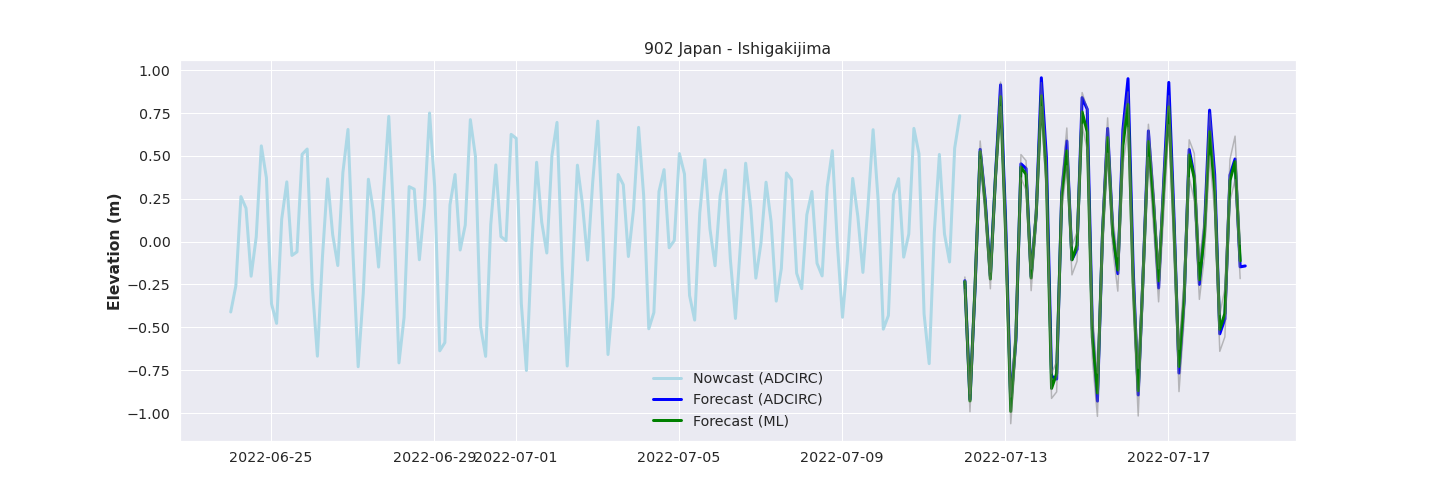 902 Japan - Ishigakijima
1.00
0.75
0.50
0.25
0.00
−0.25
−0.50
−0.75
−1.00
Elevation (m)
Nowcast (ADCIRC)
Forecast (ADCIRC)
Forecast (ML)
2022-06-25 2022-06-29 2022-07-01 2022-07-05 2022-07-09 2022-07-13 2022-07-17